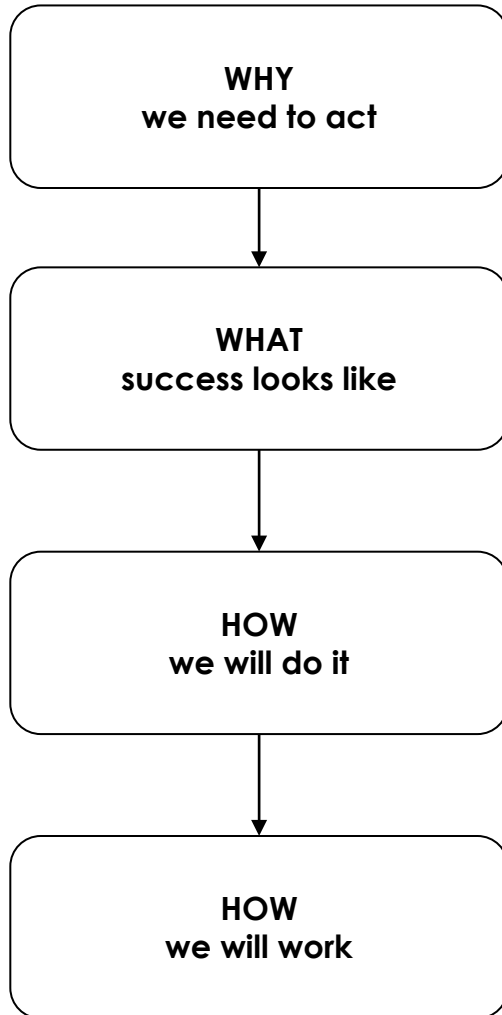 WHY
we need to act
WHAT
success looks like
HOW
we will do it
HOW
we will work